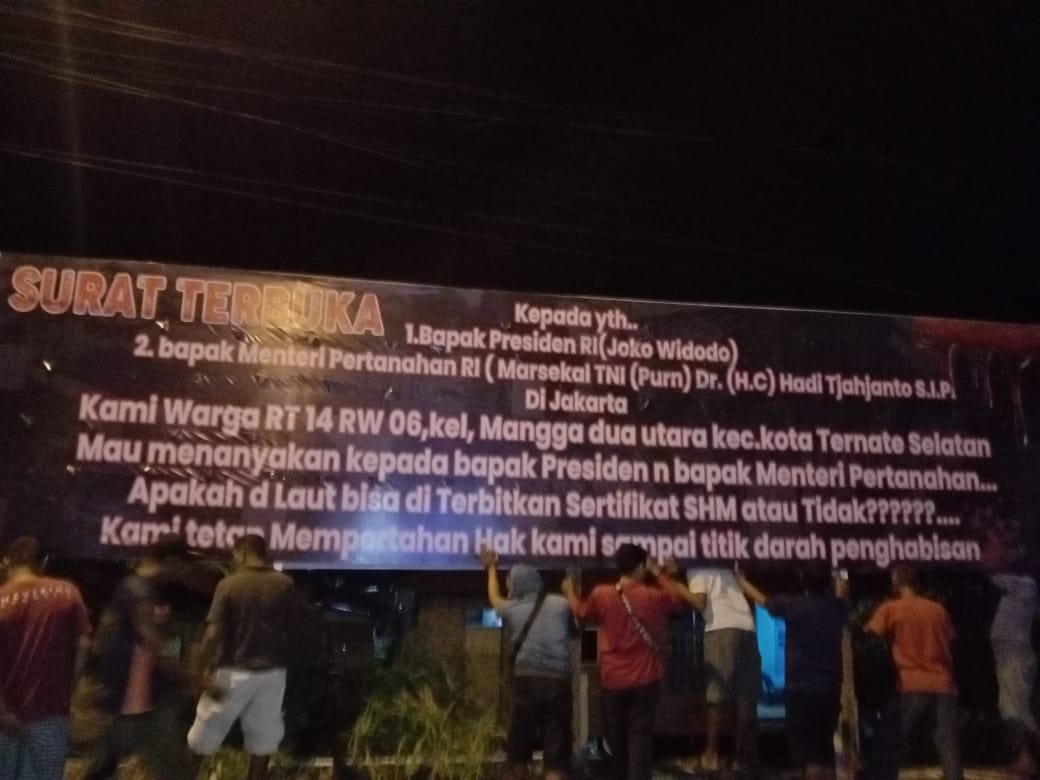 SURAT TERBUKA
Kepada yth..
1.Bapak Presiden RI(Joko Widodo)
2. bapak Menteri Pertanahan RI ( Marsekal TNI (Purn) Dr. (H.C) Hadi Tjahjanto S.I.P.
Di Jakarta
Kami Warga RT 14 RW 06,kel, Mangga dua utara kec.kota Ternate Selatan
Mau menanyakan kepada bapak Presiden n bapak Menteri Pertanahan...
Apakah d Laut bisa di Terbitkan Sertifikat SHM atau Tidak??????....
Kami tetap Mempertahan Hak kami sampai titik darah penghabisan